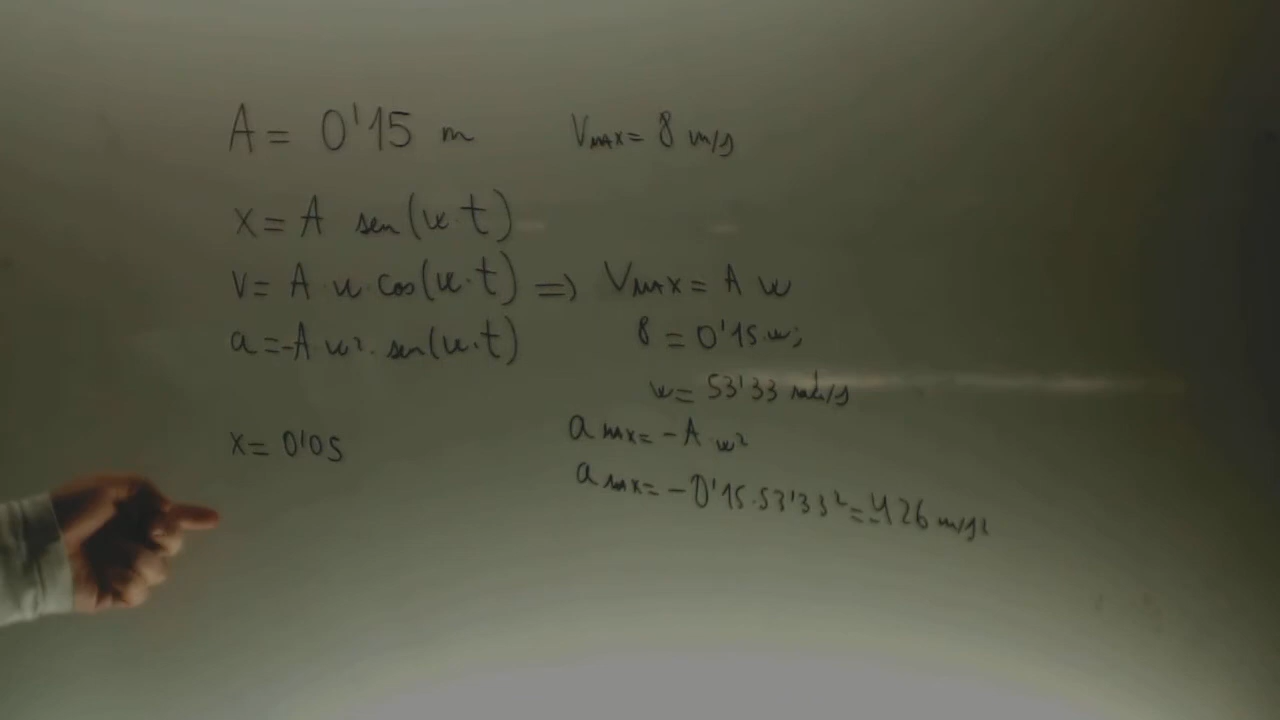 A = 0'15 m
Vmax = 8 m/s
x = A sen(w·t)
v = A w cos(w·t) => Vmax = A w
a = -A w². sen(w·t)
8 = 0'15 w;
w = 53'33 rad/s
x = 0'05
a max = -A w²
a max = -0'15·53'33² = -426 m/s²